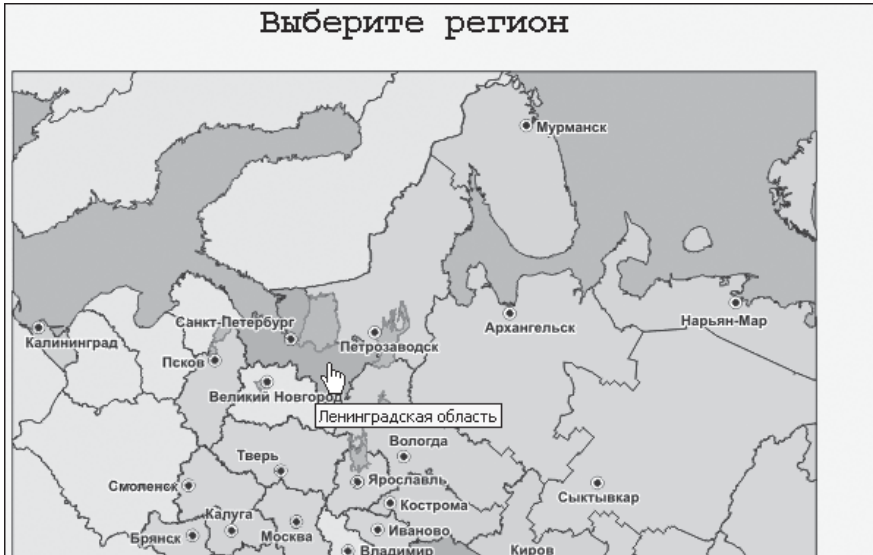 Выберите регион
Мурманск
Санкт-Петербург
Нарьян-Мар
Архангельск
Калининград
Петрозаводск
Псков
Великий Новгород
Ленинградская область
Вологда
Тверь
Ярославль
Смоленск
Сыктывкар
Кострома
Калуга
Иваново
Москва
Брянск
Владимир
Киров